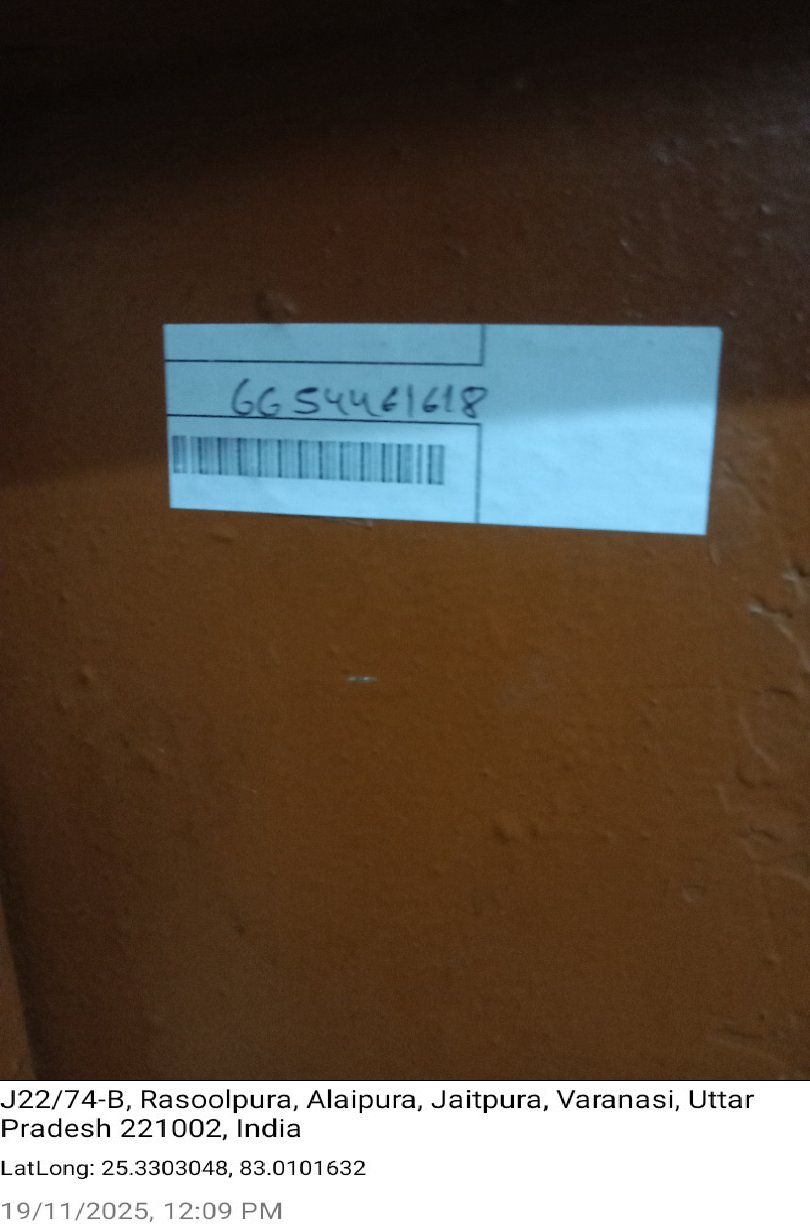 GG54461618
J22/74-B, Rasoolpura, Alaipura, Jaitpura, Varanasi, Uttar
Pradesh 221002, India
LatLong: 25.3303048, 83.0101632
19/11/2025, 12:09 PM